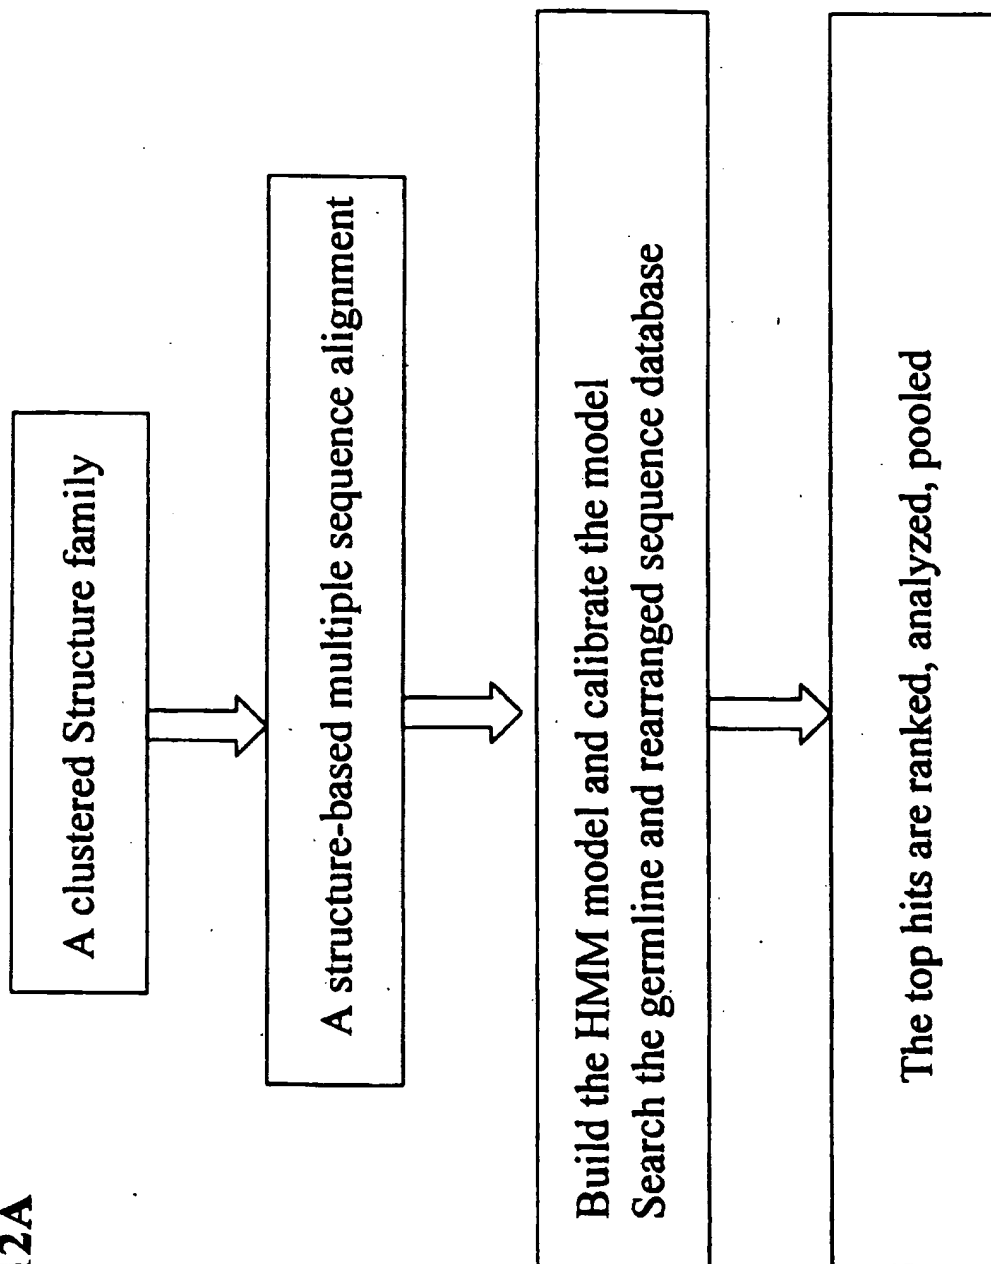 2A
A clustered Structure family
A structure-based multiple sequence alignment
Build the HMM model and calibrate the model
Search the germline and rearranged sequence database
The top hits are ranked, analyzed, pooled